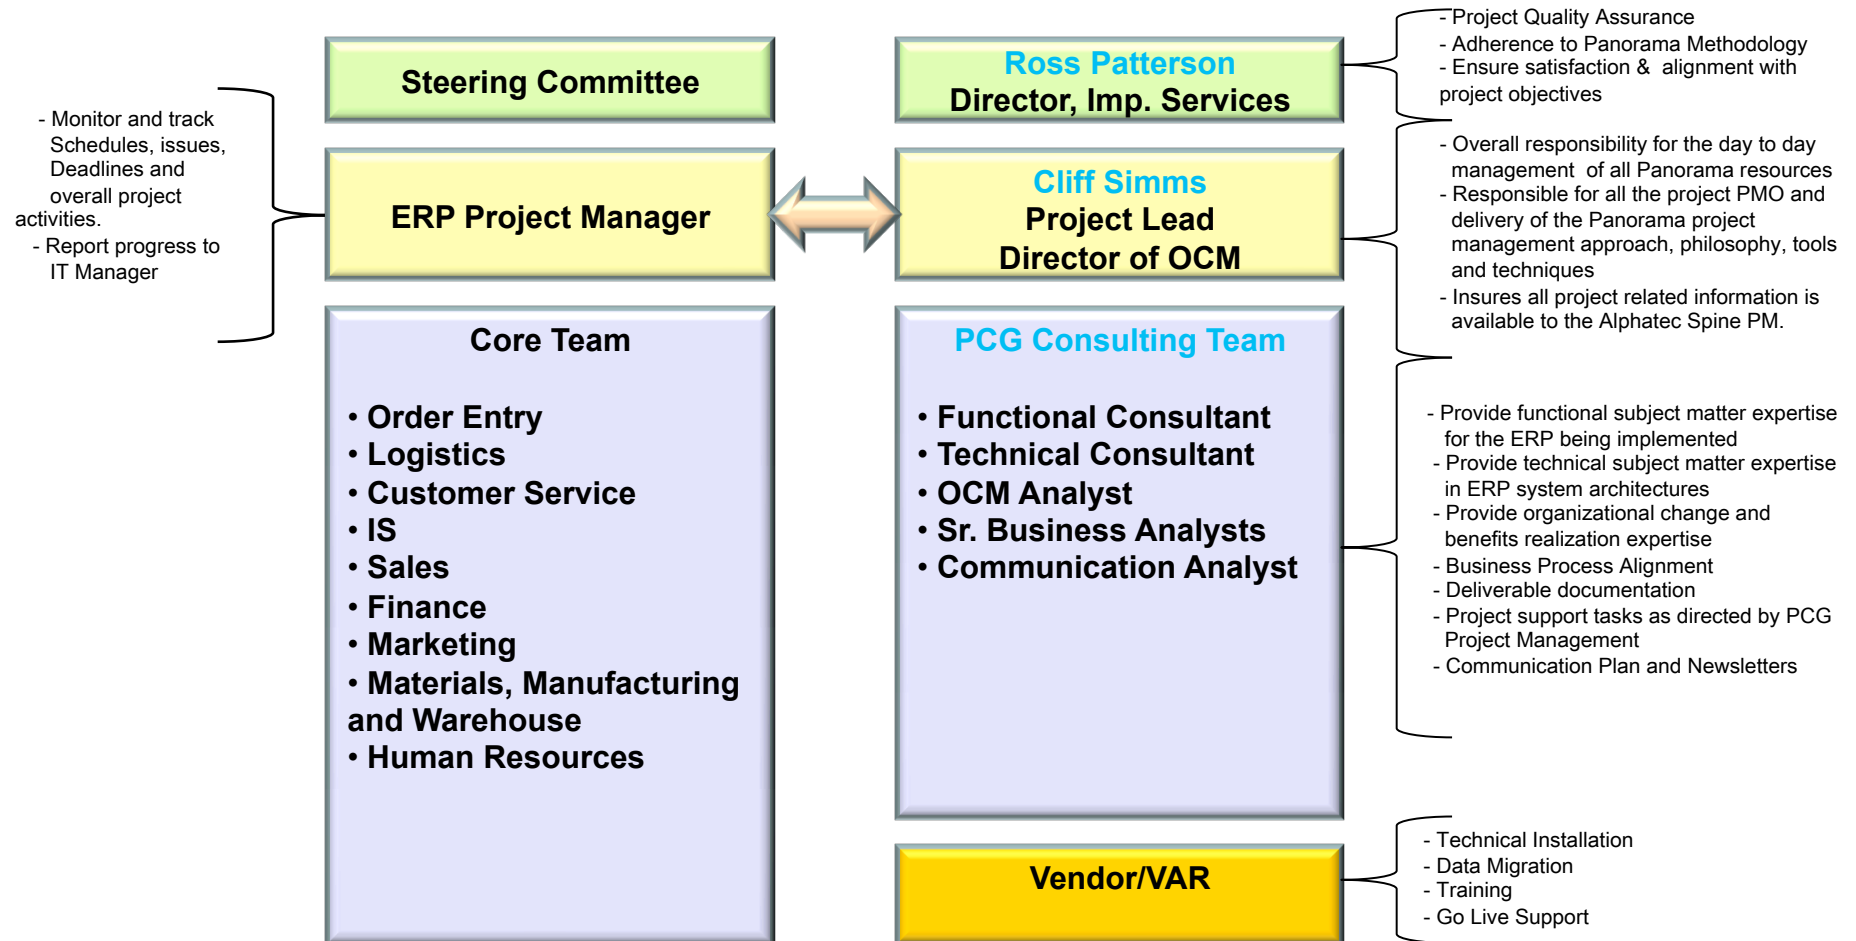 - Monitor and track
Schedules, issues,
Deadlines and
overall project
activities.
- Report progress to
IT Manager
Steering Committee
ERP Project Manager
Core Team
• Order Entry
• Logistics
• Customer Service
• IS
• Sales
• Finance
• Marketing
• Materials, Manufacturing
and Warehouse
• Human Resources
Ross Patterson
Director, Imp. Services
Cliff Simms
Project Lead
Director of OCM
PCG Consulting Team
• Functional Consultant
• Technical Consultant
• OCM Analyst
• Sr. Business Analysts
• Communication Analyst
Vendor/VAR
- Project Quality Assurance
- Adherence to Panorama Methodology
- Ensure satisfaction & alignment with
project objectives
- Overall responsibility for the day to day
management of all Panorama resources
- Responsible for all the project PMO and
delivery of the Panorama project
management approach, philosophy, tools
and techniques
- Insures all project related information is
available to the Alphatec Spine PM.
- Provide functional subject matter expertise
for the ERP being implemented
- Provide technical subject matter expertise
in ERP system architectures
- Provide organizational change and
benefits realization expertise
- Business Process Alignment
- Deliverable documentation
- Project support tasks as directed by PCG
Project Management
- Communication Plan and Newsletters
- Technical Installation
- Data Migration
- Training
- Go Live Support